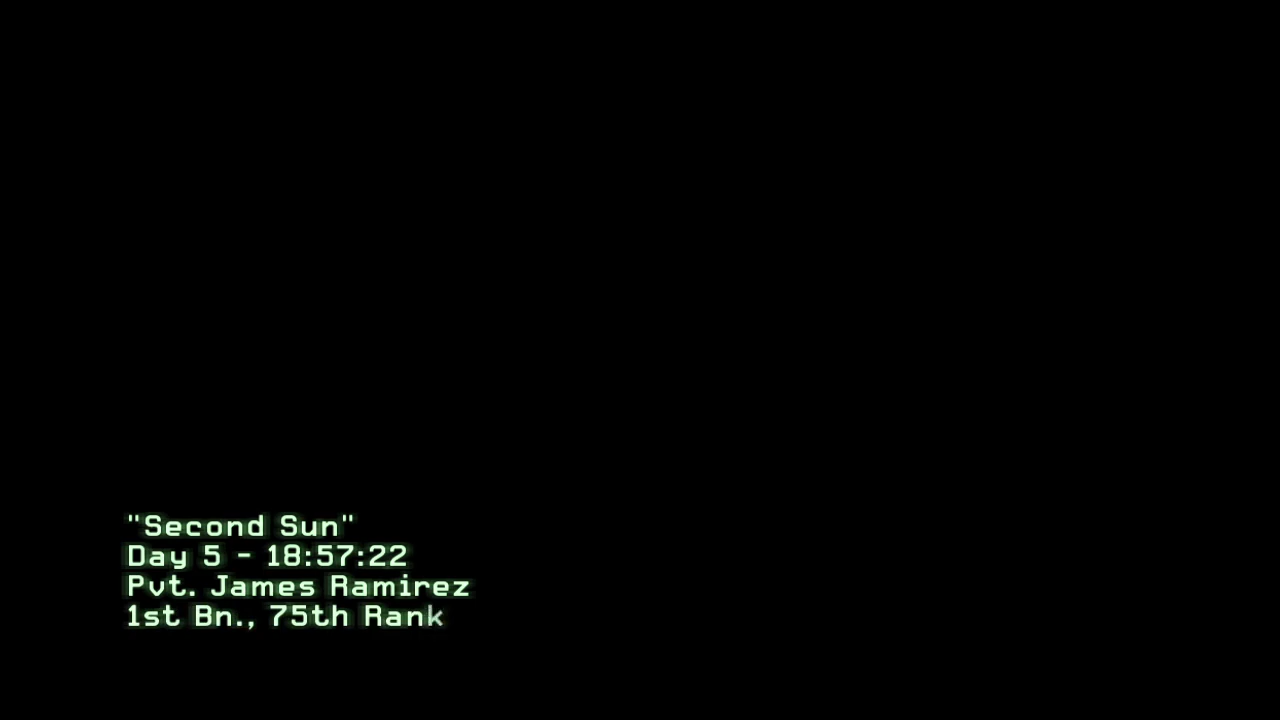 "Second Sun"
Day 5 - 18:57:22
Pvt. James Ramirez
1st Bn., 75th Rank